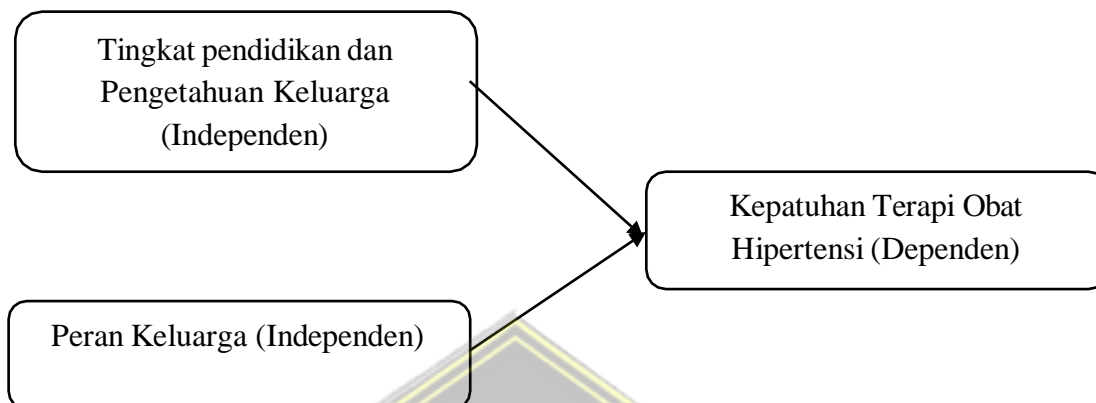 Tingkat pendidikan dan
Pengetahuan Keluarga
(Independen)
Kepatuhan Terapi Obat
Hipertensi (Dependen)
Peran Keluarga (Independen)